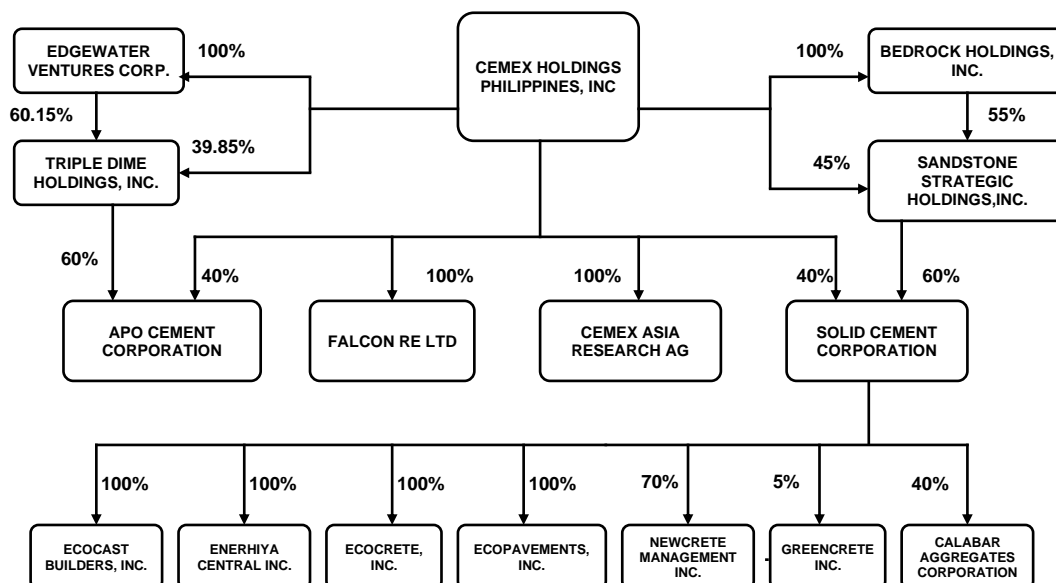 EDGEWATER
VENTURES CORP.
100%
CEMEX HOLDINGS
PHILIPPINES, INC
100%
BEDROCK HOLDINGS,
INC.
60.15%
55%
39.85%
TRIPLE DIME
HOLDINGS, INC.
45%
SANDSTONE
STRATEGIC
HOLDINGS,INC.
60%
40%
100%
100%
40%
60%
APO CEMENT
CORPORATION
FALCON RE LTD
CEMEX ASIA
RESEARCH AG
SOLID CEMENT
CORPORATION
100%
100%
100%
100%
70%
5%
40%
ECOCAST
BUILDERS, INC.
ENERHIYA
CENTRAL INC.
ECOCRETE,
INC.
ECOPAVEMENTS,
INC.
NEWCRETE
MANAGEMENT
INC.
GREENCRETE
INC.
CALABAR
AGGREGATES
CORPORATION